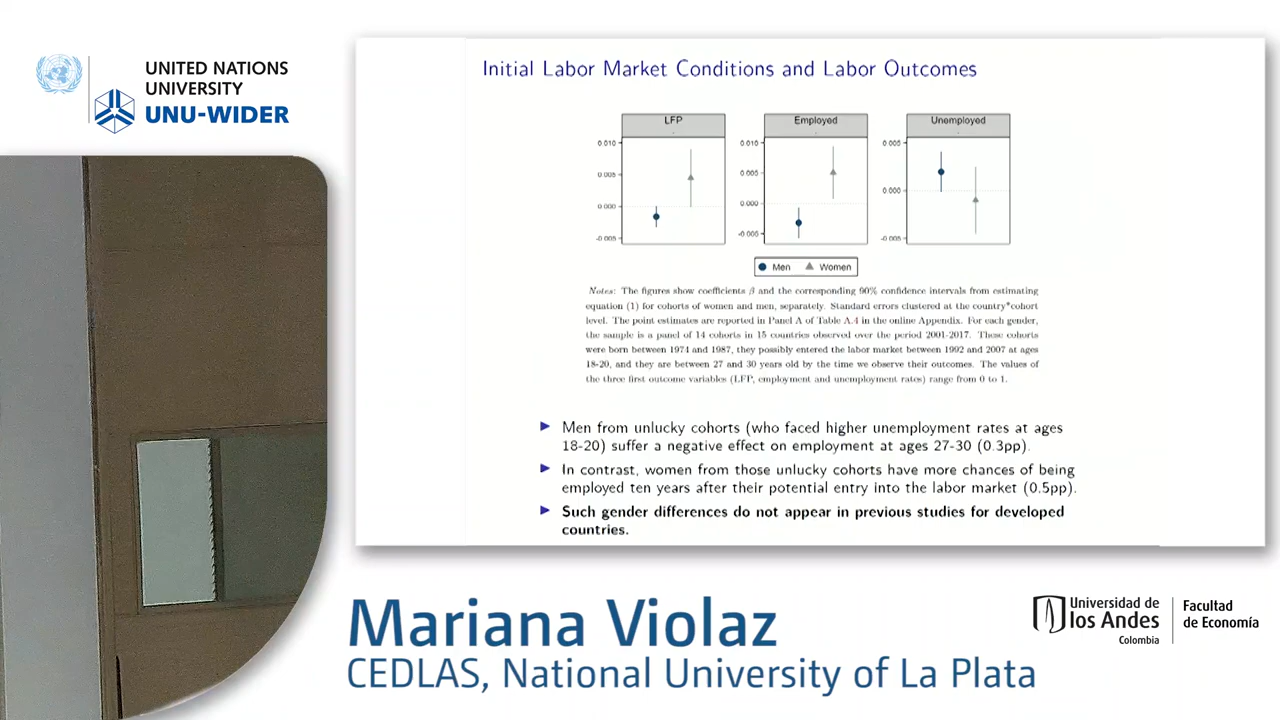 UNITED NATIONS
UNIVERSITY
UNU-WIDER
Initial Labor Market Conditions and Labor Outcomes
LFP
Employed
Unemployed
0.010
0.005
0.000
-0.005
0.010
0.005
0.000
-0.005
0.005
0.000
-0.005
Men
Women
Notes: The figures show coefficients β and the corresponding 90% confidence intervals from estimating
equation (1) for cohorts of women and men, separately. Standard errors clustered at the country*cohort
level. The point estimates are reported in Panel A of Table A.4 in the online Appendix. For each gender,
the sample is a panel of 14 cohorts in 15 countries observed over the period 2001-2017. These cohorts
were born between 1974 and 1987, they possibly entered the labor market between 1992 and 2007 at ages
18-20, and they are between 27 and 30 years old by the time we observe their outcomes. The values of
the three first outcome variables (LFP, employment and unemployment rates) range from 0 to 1.
Men from unlucky cohorts (who faced higher unemployment rates at ages
18-20) suffer a negative effect on employment at ages 27-30 (0.3pp).
In contrast, women from those unlucky cohorts have more chances of being
employed ten years after their potential entry into the labor market (0.5pp).
Such gender differences do not appear in previous studies for developed
countries.
Mariana Violaz
CEDLAS, National University of La Plata
Universidad de
los Andes
Colombia
Facultad
de Economía